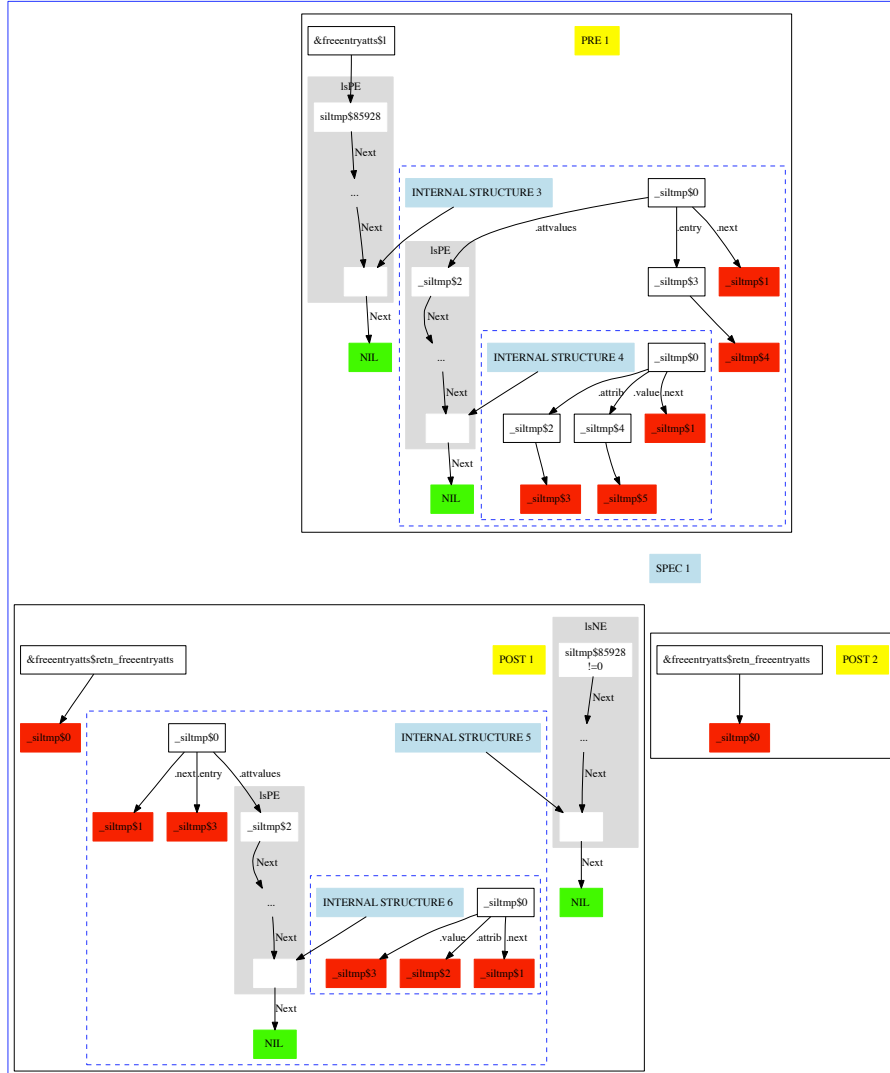 &freeentryatts$l
PRE 1
lsPE
siltmp$85928
Next
...
INTERNAL STRUCTURE 3
_siltmp$0
Next
.attvalues
.entry
.next
lsPE
_siltmp$2
_siltmp$3
_siltmp$1
Next
Next
NIL
...
INTERNAL STRUCTURE 4
_siltmp$0
_siltmp$4
Next
.attrib
.value
.next
_siltmp$2
_siltmp$4
_siltmp$1
Next
NIL
_siltmp$3
_siltmp$5
SPEC 1
&freeentryatts$retn_freeentryatts
POST 1
lsNE
siltmp$85928
!=0
&freeentryatts$retn_freeentryatts
POST 2
Next
_siltmp$0
_siltmp$0
INTERNAL STRUCTURE 5
...
_siltmp$0
.next
.entry
.attvalues
Next
lsPE
_siltmp$1
_siltmp$3
_siltmp$2
Next
Next
...
INTERNAL STRUCTURE 6
_siltmp$0
NIL
Next
.value
.attrib
.next
_siltmp$3
_siltmp$2
_siltmp$1
Next
NIL